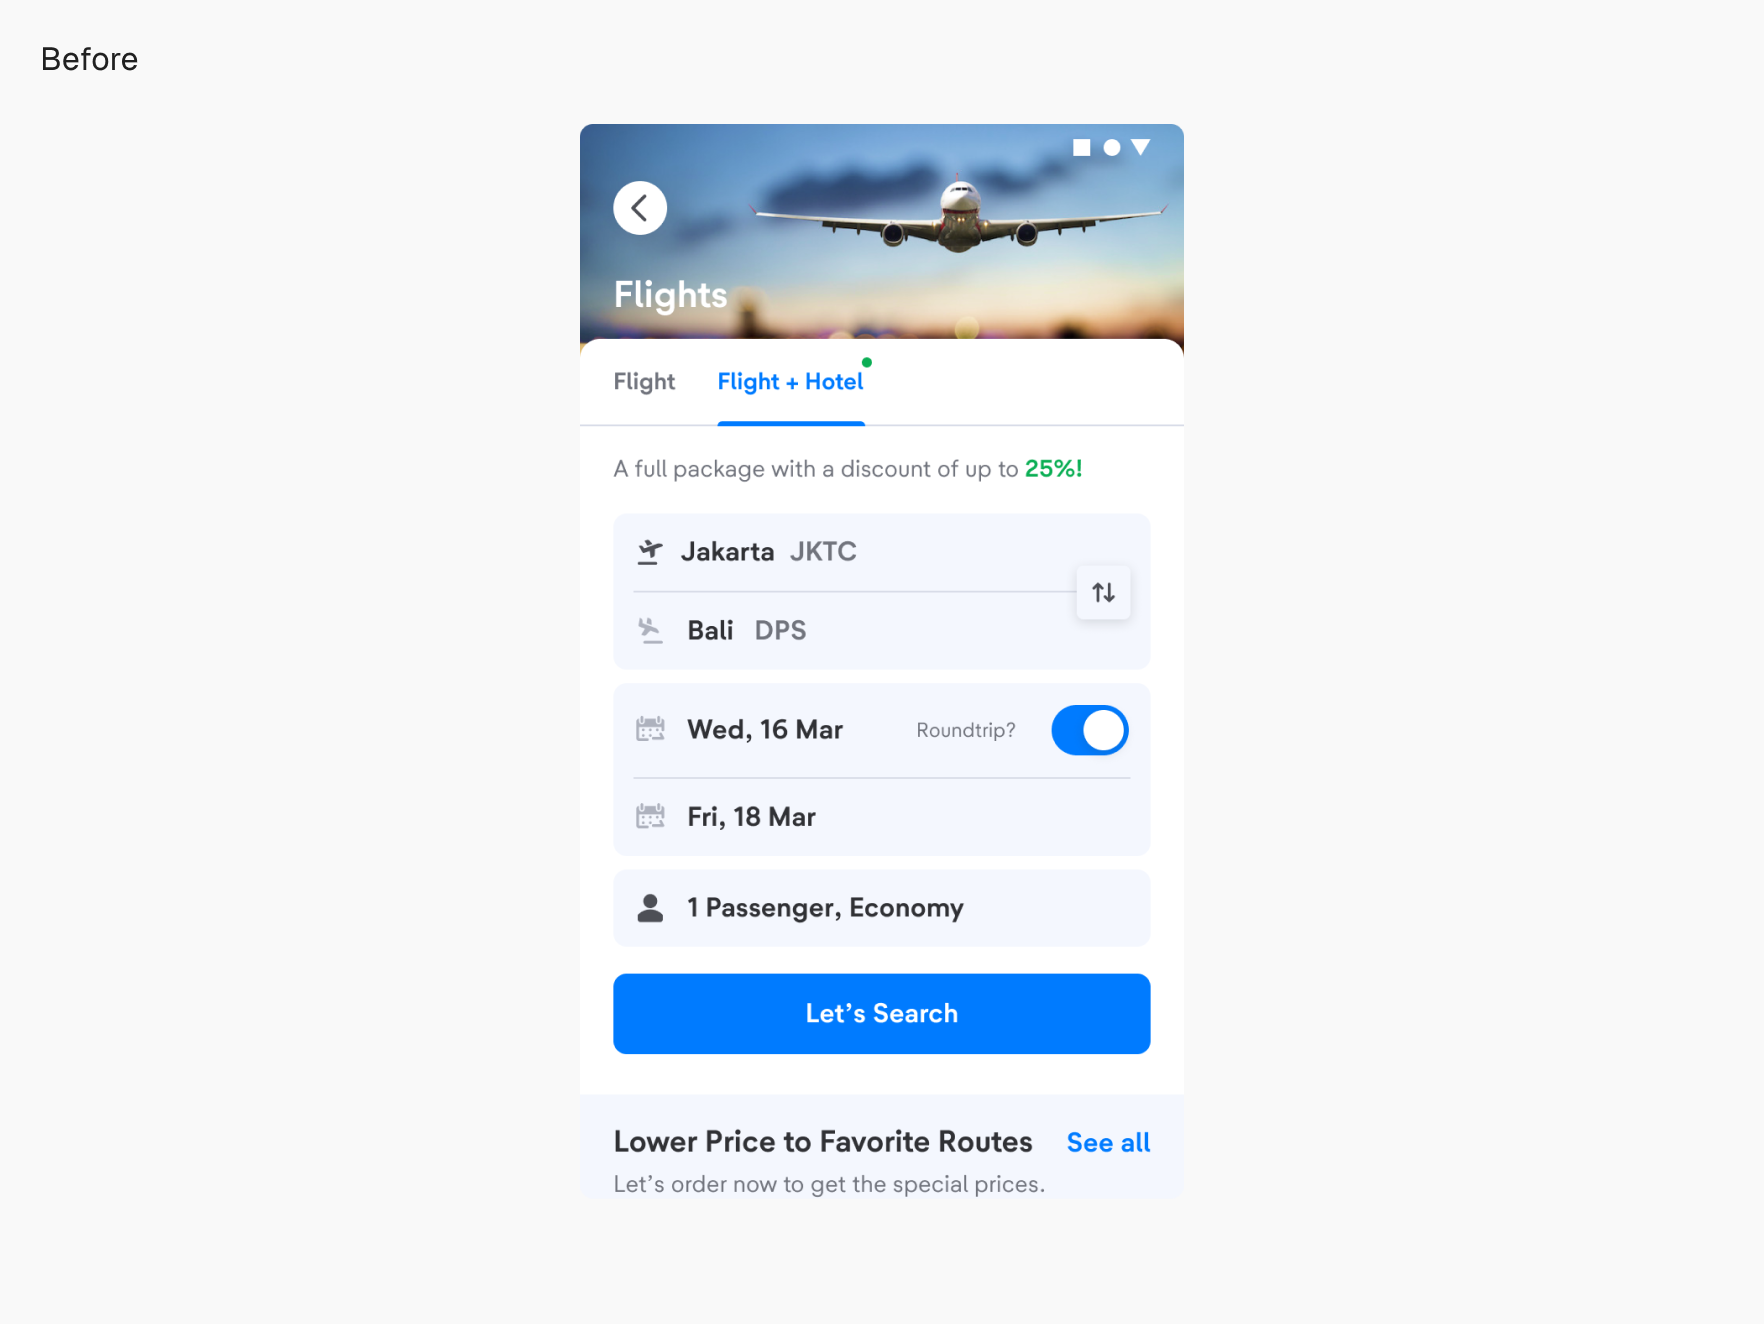 Before
Flights
Flight Flight + Hotel
A full package with a discount of up to 25%!
Jakarta JKTC
Bali DPS
Wed, 16 Mar Roundtrip?
Fri, 18 Mar
1 Passenger, Economy
Let’s Search
Lower Price to Favorite Routes See all
Let’s order now to get the special prices.